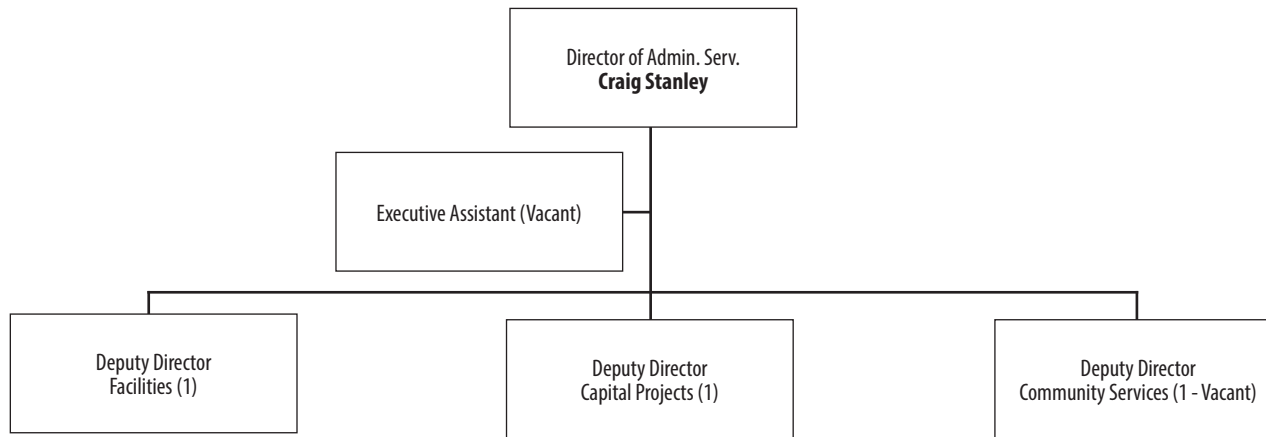 Director of Admin. Serv.
Craig Stanley
Executive Assistant (Vacant)
Deputy Director
Facilities (1)
Deputy Director
Capital Projects (1)
Deputy Director
Community Services (1 - Vacant)